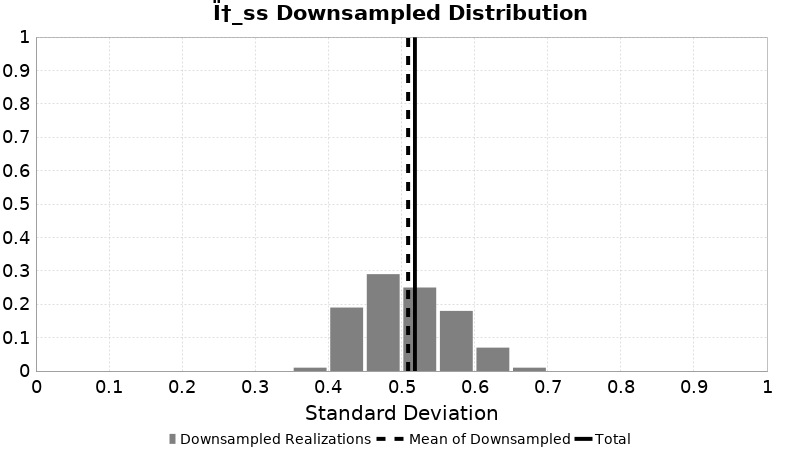 Ï†_ss Downsampled Distribution
1
0.9
0.8
0.7
0.6
0.5
0.4
0.3
0.2
0.1
0
0 0.1 0.2 0.3 0.4 0.5 0.6 0.7 0.8 0.9 1
Standard Deviation
Downsampled Realizations Mean of Downsampled Total